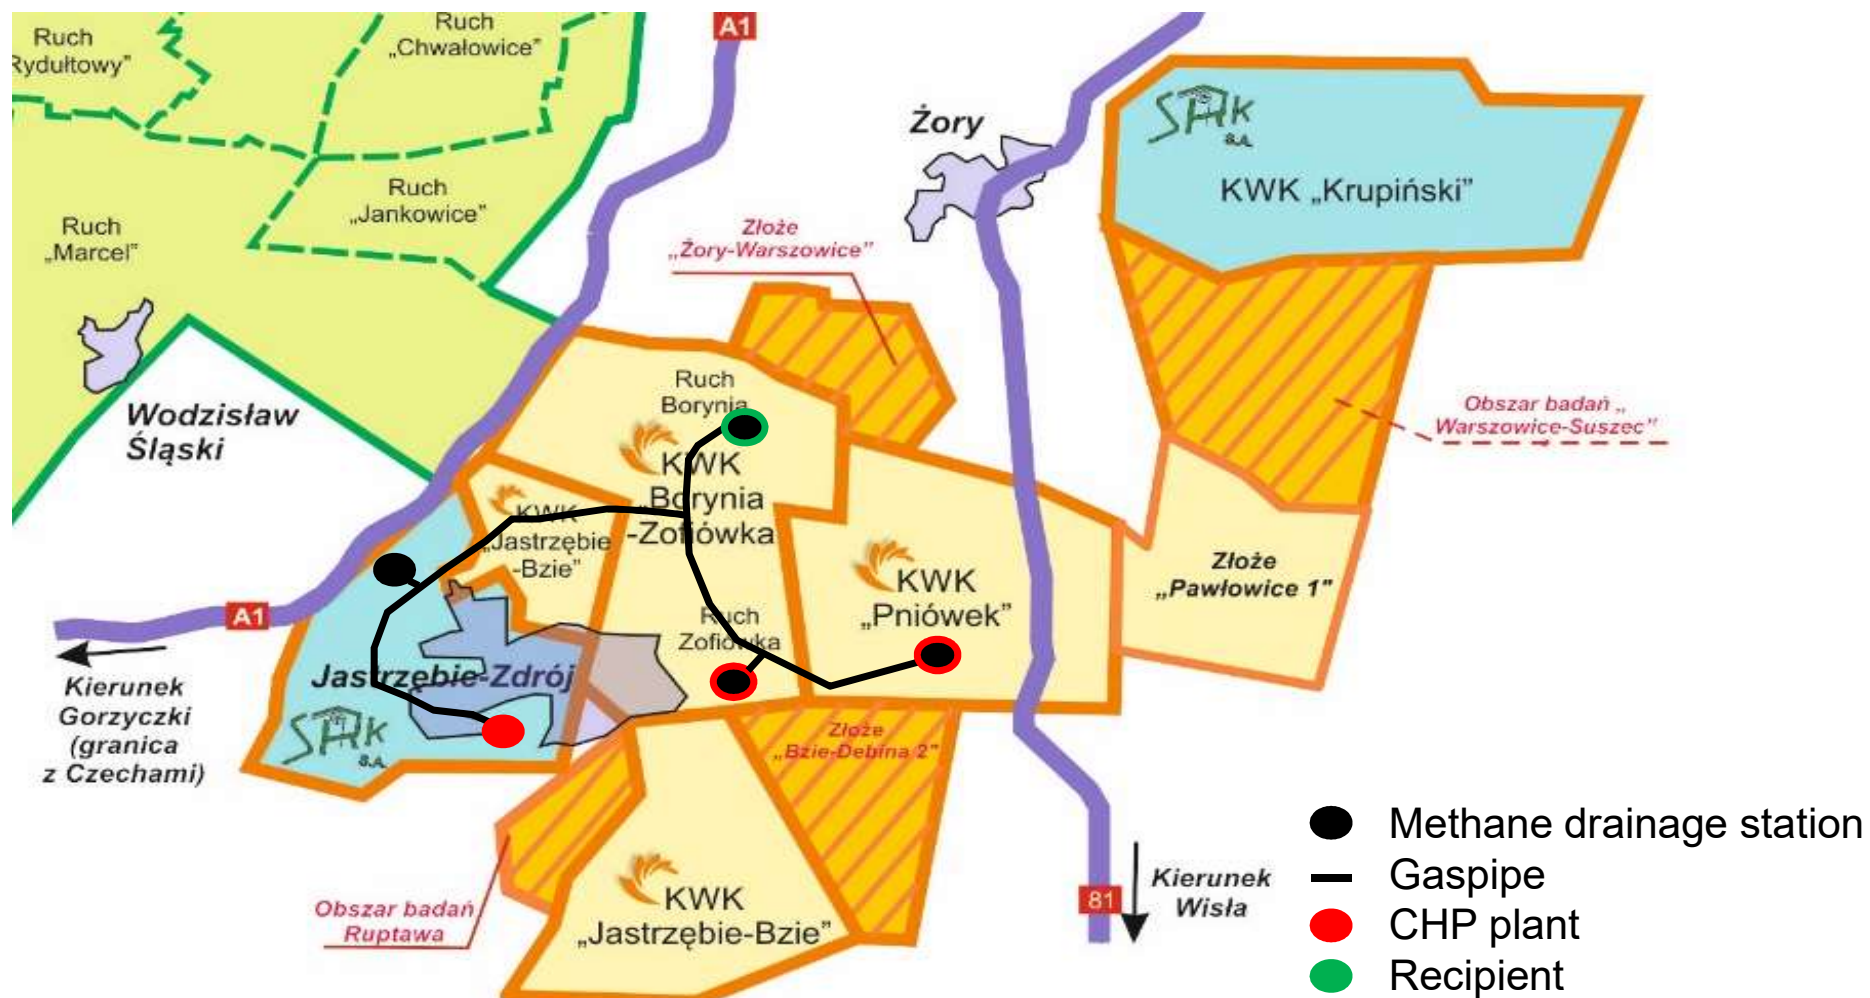 Ruch
Rydułtowy”
Ruch
„Chwałowice”
A1
Ruch
„Jankowice”
Ruch
„Marcel”
Żory
SRK
S.A.
KWK „Krupiński”
Złoże
„Żory-Warszowice”
Wodzisław
Śląski
Ruch
Borynia
KWK
„Borynia
-Zofiówka
KWK
„Jastrzębie
-Bzie”
Obszar badań „
Warszowice-Suszec”
Złoże
„Pawłowice 1”
KWK
„Pniówek”
Ruch
Zofiówka
A1
Kierunek
Gorzyczki
(granica
z Czechami)
Jastrzębie-Zdrój
SRK
S.A.
Złoże
„Bzie-Debina 2”
Obszar badań
Ruptawa
KWK
„Jastrzębie-Bzie”
81
Kierunek
Wisła
Methane drainage station
Gaspipe
CHP plant
Recipient